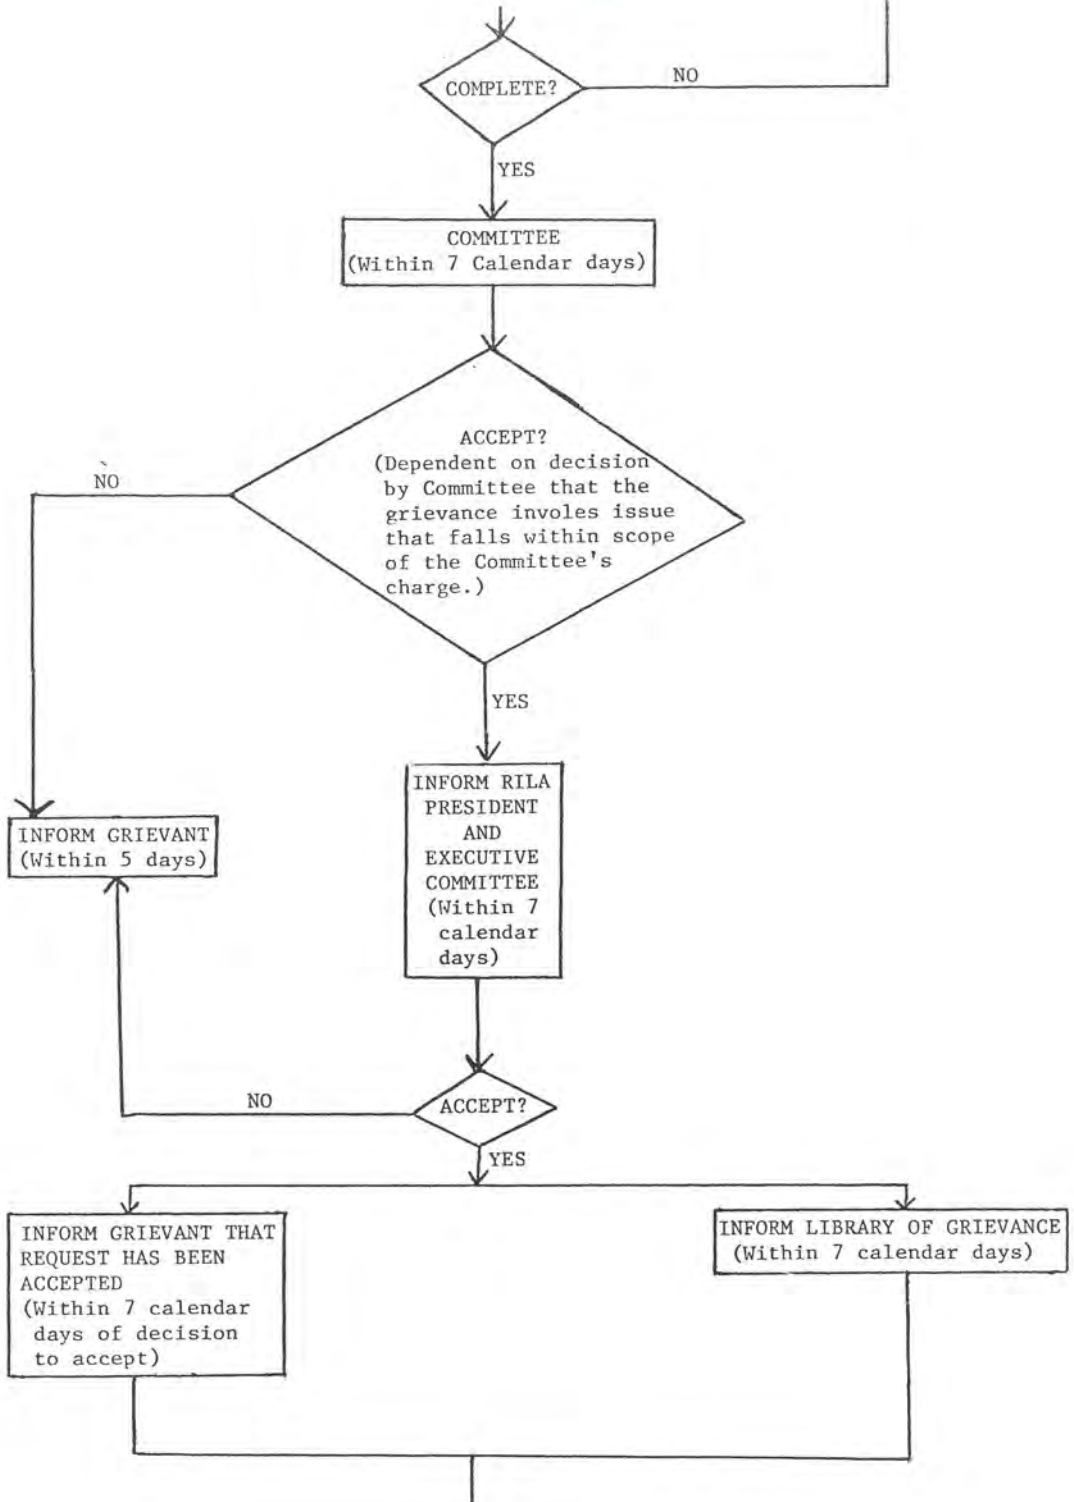 COMPLETE?
NO
YES
COMMITTEE
(Within 7 Calendar days)
ACCEPT?
(Dependent on decision
by Committee that the
grievance involes issue
that falls within scope
of the Committee's
charge.)
NO
YES
INFORM RILA
PRESIDENT
AND
EXECUTIVE
COMMITTEE
(Within 7
calendar
days)
INFORM GRIEVANT
(Within 5 days)
ACCEPT?
NO
YES
INFORM GRIEVANT THAT
REQUEST HAS BEEN
ACCEPTED
(Within 7 calendar
days of decision
to accept)
INFORM LIBRARY OF GRIEVANCE
(Within 7 calendar days)